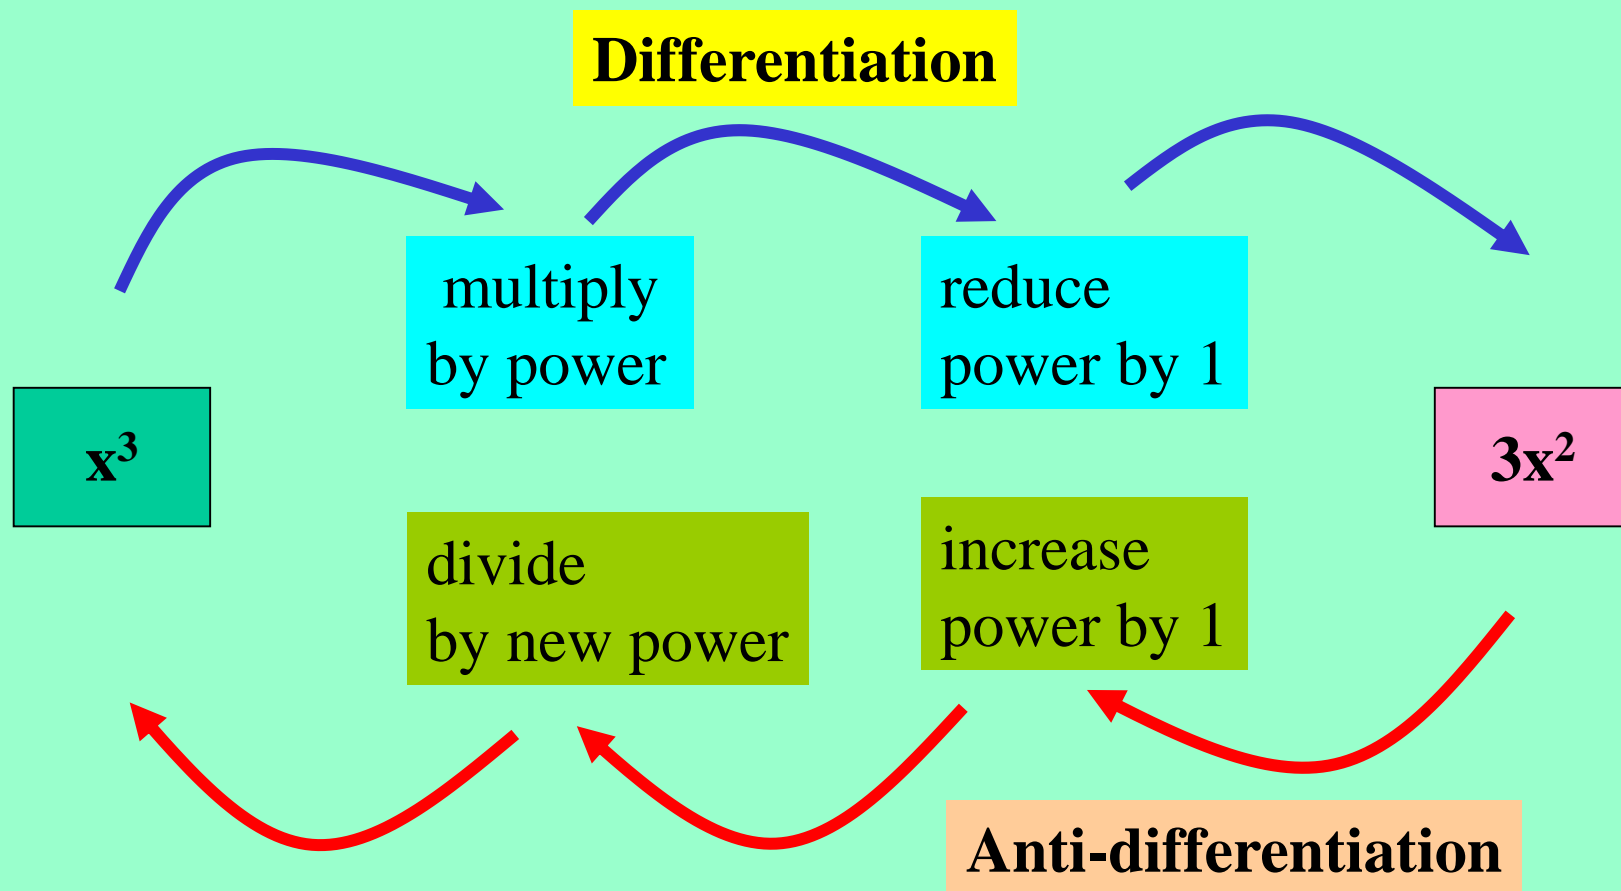 Differentiation
multiply
by power
reduce
power by 1
x³
3x²
divide
by new power
increase
power by 1
Anti-differentiation